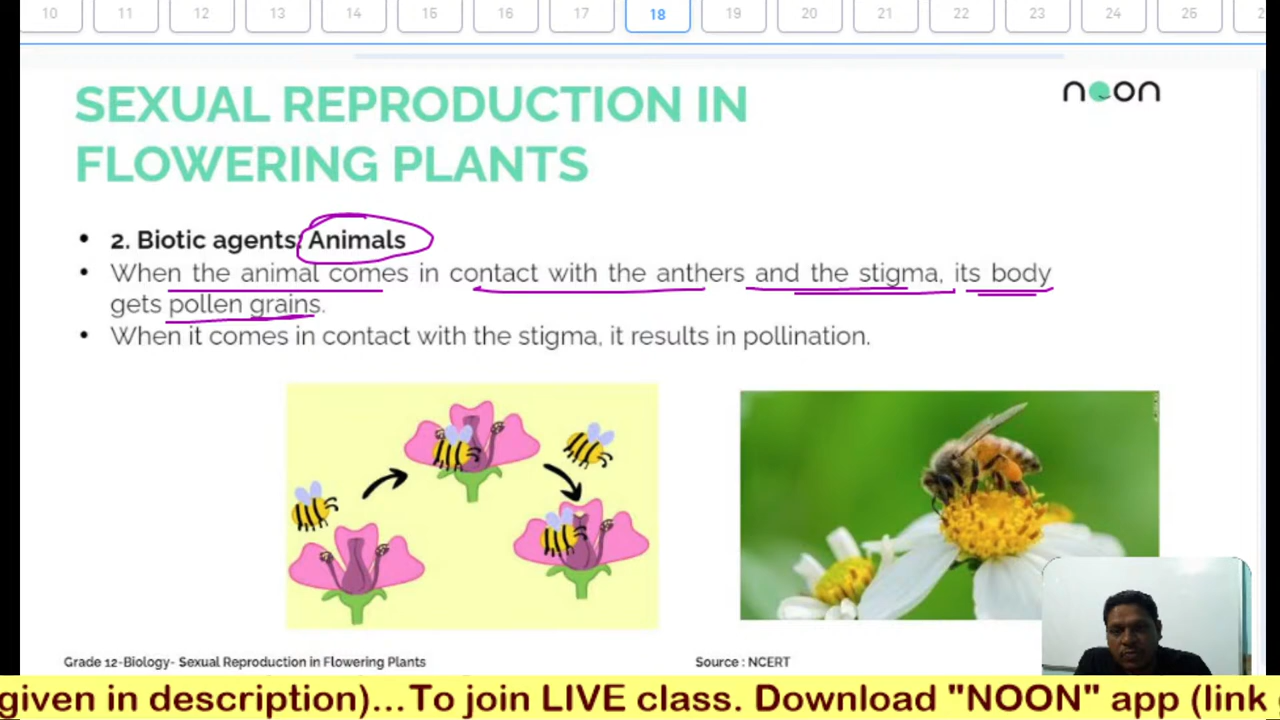 10 11 12 13 14 15 16 17 18 19 20 21 22 23 24 25
SEXUAL REPRODUCTION IN
noon
FLOWERING PLANTS
• 2. Biotic agents: Animals
• When the animal comes in contact with the anthers and the stigma, its body
gets pollen grains.
• When it comes in contact with the stigma, it results in pollination.
Grade 12-Biology- Sexual Reproduction in Flowering Plants
Source : NCERT
given in description)...To join LIVE class. Download "NOON" app (link